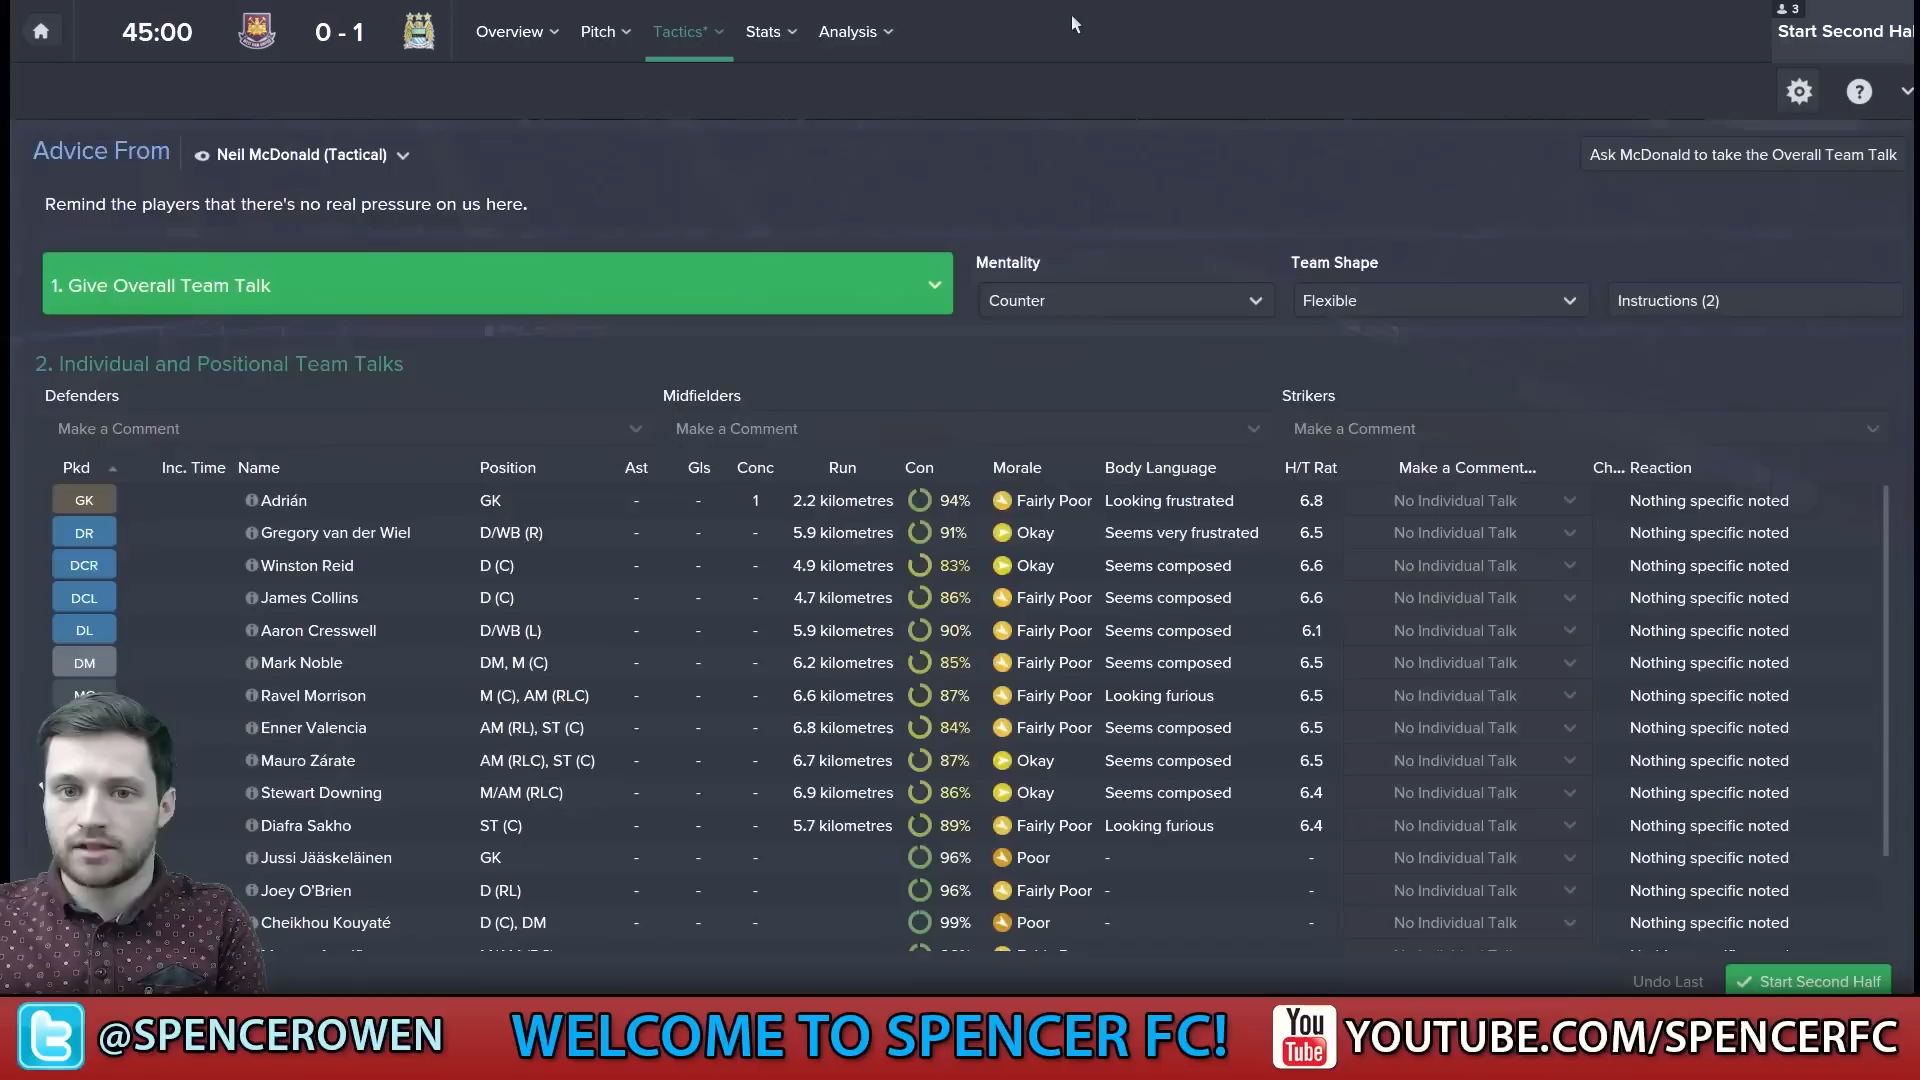 45:00 0 - 1 Overview Pitch Tactics* Stats Analysis
3
Start Second Ha
Advice From Neil McDonald (Tactical) Ask McDonald to take the Overall Team Talk
Remind the players that there's no real pressure on us here.
Mentality Team Shape
1. Give Overall Team Talk Counter Flexible Instructions (2)
2. Individual and Positional Team Talks
Defenders Midfielders Strikers
Make a Comment Make a Comment Make a Comment
Pkd Inc. Time Name Position Ast Gls Conc Run Con Morale Body Language H/T Rat Make a Comment... Ch... Reaction
GK Adrián GK - - 1 2.2 kilometres 94% Fairly Poor Looking frustrated 6.8 No Individual Talk Nothing specific noted
DR Gregory van der Wiel D/WB (R) - - - 5.9 kilometres 91% Okay Seems very frustrated 6.5 No Individual Talk Nothing specific noted
DCR Winston Reid D (C) - - - 4.9 kilometres 83% Okay Seems composed 6.6 No Individual Talk Nothing specific noted
DCL James Collins D (C) - - - 4.7 kilometres 86% Fairly Poor Seems composed 6.6 No Individual Talk Nothing specific noted
DL Aaron Cresswell D/WB (L) - - - 5.9 kilometres 90% Fairly Poor Seems composed 6.1 No Individual Talk Nothing specific noted
DM Mark Noble DM, M (C) - - - 6.2 kilometres 85% Fairly Poor Seems composed 6.5 No Individual Talk Nothing specific noted
Ravel Morrison M (C), AM (RLC) - - - 6.6 kilometres 87% Fairly Poor Looking furious 6.5 No Individual Talk Nothing specific noted
Enner Valencia AM (RL), ST (C) - - - 6.8 kilometres 84% Fairly Poor Seems composed 6.5 No Individual Talk Nothing specific noted
Mauro Zárate AM (RLC), ST (C) - - - 6.7 kilometres 87% Okay Seems composed 6.5 No Individual Talk Nothing specific noted
Stewart Downing M/AM (RLC) - - - 6.9 kilometres 86% Okay Seems composed 6.4 No Individual Talk Nothing specific noted
Diafra Sakho ST (C) - - - 5.7 kilometres 89% Fairly Poor Looking furious 6.4 No Individual Talk Nothing specific noted
Jussi Jääskeläinen GK - - - 96% Poor - - No Individual Talk Nothing specific noted
Joey O'Brien D (RL) - - - 96% Fairly Poor - - No Individual Talk Nothing specific noted
Cheikhou Kouyaté D (C), DM - - - 99% Poor - - No Individual Talk Nothing specific noted
Undo Last Start Second Half
@SPENCEROWEN WELCOME TO SPENCER FC! You Tube YOUTUBE.COM/SPENCERFC